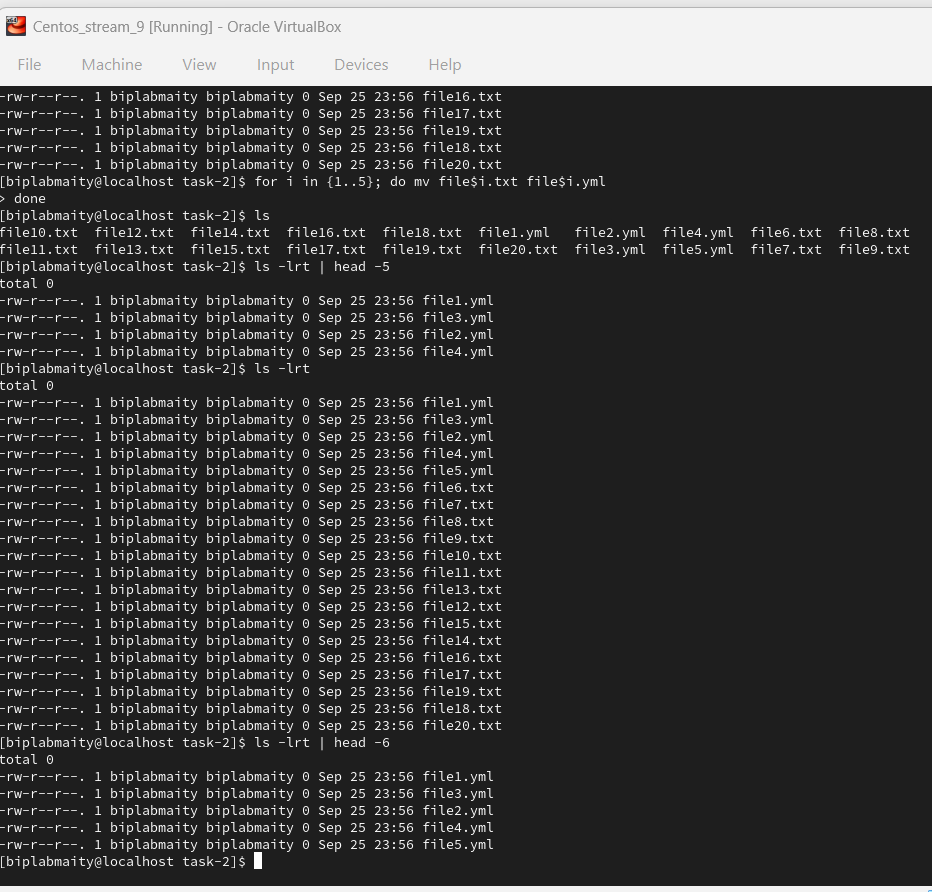 Centos_stream_9 [Running] - Oracle VirtualBox
File Machine View Input Devices Help
-rw-r--r--. 1 biplabmaity biplabmaity 0 Sep 25 23:56 file16.txt
-rw-r--r--. 1 biplabmaity biplabmaity 0 Sep 25 23:56 file17.txt
-rw-r--r--. 1 biplabmaity biplabmaity 0 Sep 25 23:56 file19.txt
-rw-r--r--. 1 biplabmaity biplabmaity 0 Sep 25 23:56 file18.txt
-rw-r--r--. 1 biplabmaity biplabmaity 0 Sep 25 23:56 file20.txt
[biplabmaity@localhost task-2]$ for i in {1..5}; do mv file$i.txt file$i.yml
> done
[biplabmaity@localhost task-2]$ ls
file10.txt file12.txt file14.txt file16.txt file18.txt file1.yml file2.yml file4.yml file6.txt file8.txt
file11.txt file13.txt file15.txt file17.txt file19.txt file20.txt file3.yml file5.yml file7.txt file9.txt
[biplabmaity@localhost task-2]$ ls -lrt | head -5
total 0
-rw-r--r--. 1 biplabmaity biplabmaity 0 Sep 25 23:56 file1.yml
-rw-r--r--. 1 biplabmaity biplabmaity 0 Sep 25 23:56 file3.yml
-rw-r--r--. 1 biplabmaity biplabmaity 0 Sep 25 23:56 file2.yml
-rw-r--r--. 1 biplabmaity biplabmaity 0 Sep 25 23:56 file4.yml
[biplabmaity@localhost task-2]$ ls -lrt
total 0
-rw-r--r--. 1 biplabmaity biplabmaity 0 Sep 25 23:56 file1.yml
-rw-r--r--. 1 biplabmaity biplabmaity 0 Sep 25 23:56 file3.yml
-rw-r--r--. 1 biplabmaity biplabmaity 0 Sep 25 23:56 file2.yml
-rw-r--r--. 1 biplabmaity biplabmaity 0 Sep 25 23:56 file4.yml
-rw-r--r--. 1 biplabmaity biplabmaity 0 Sep 25 23:56 file5.yml
-rw-r--r--. 1 biplabmaity biplabmaity 0 Sep 25 23:56 file6.txt
-rw-r--r--. 1 biplabmaity biplabmaity 0 Sep 25 23:56 file7.txt
-rw-r--r--. 1 biplabmaity biplabmaity 0 Sep 25 23:56 file8.txt
-rw-r--r--. 1 biplabmaity biplabmaity 0 Sep 25 23:56 file9.txt
-rw-r--r--. 1 biplabmaity biplabmaity 0 Sep 25 23:56 file10.txt
-rw-r--r--. 1 biplabmaity biplabmaity 0 Sep 25 23:56 file11.txt
-rw-r--r--. 1 biplabmaity biplabmaity 0 Sep 25 23:56 file13.txt
-rw-r--r--. 1 biplabmaity biplabmaity 0 Sep 25 23:56 file12.txt
-rw-r--r--. 1 biplabmaity biplabmaity 0 Sep 25 23:56 file15.txt
-rw-r--r--. 1 biplabmaity biplabmaity 0 Sep 25 23:56 file14.txt
-rw-r--r--. 1 biplabmaity biplabmaity 0 Sep 25 23:56 file16.txt
-rw-r--r--. 1 biplabmaity biplabmaity 0 Sep 25 23:56 file17.txt
-rw-r--r--. 1 biplabmaity biplabmaity 0 Sep 25 23:56 file19.txt
-rw-r--r--. 1 biplabmaity biplabmaity 0 Sep 25 23:56 file18.txt
-rw-r--r--. 1 biplabmaity biplabmaity 0 Sep 25 23:56 file20.txt
[biplabmaity@localhost task-2]$ ls -lrt | head -6
total 0
-rw-r--r--. 1 biplabmaity biplabmaity 0 Sep 25 23:56 file1.yml
-rw-r--r--. 1 biplabmaity biplabmaity 0 Sep 25 23:56 file3.yml
-rw-r--r--. 1 biplabmaity biplabmaity 0 Sep 25 23:56 file2.yml
-rw-r--r--. 1 biplabmaity biplabmaity 0 Sep 25 23:56 file4.yml
-rw-r--r--. 1 biplabmaity biplabmaity 0 Sep 25 23:56 file5.yml
[biplabmaity@localhost task-2]$